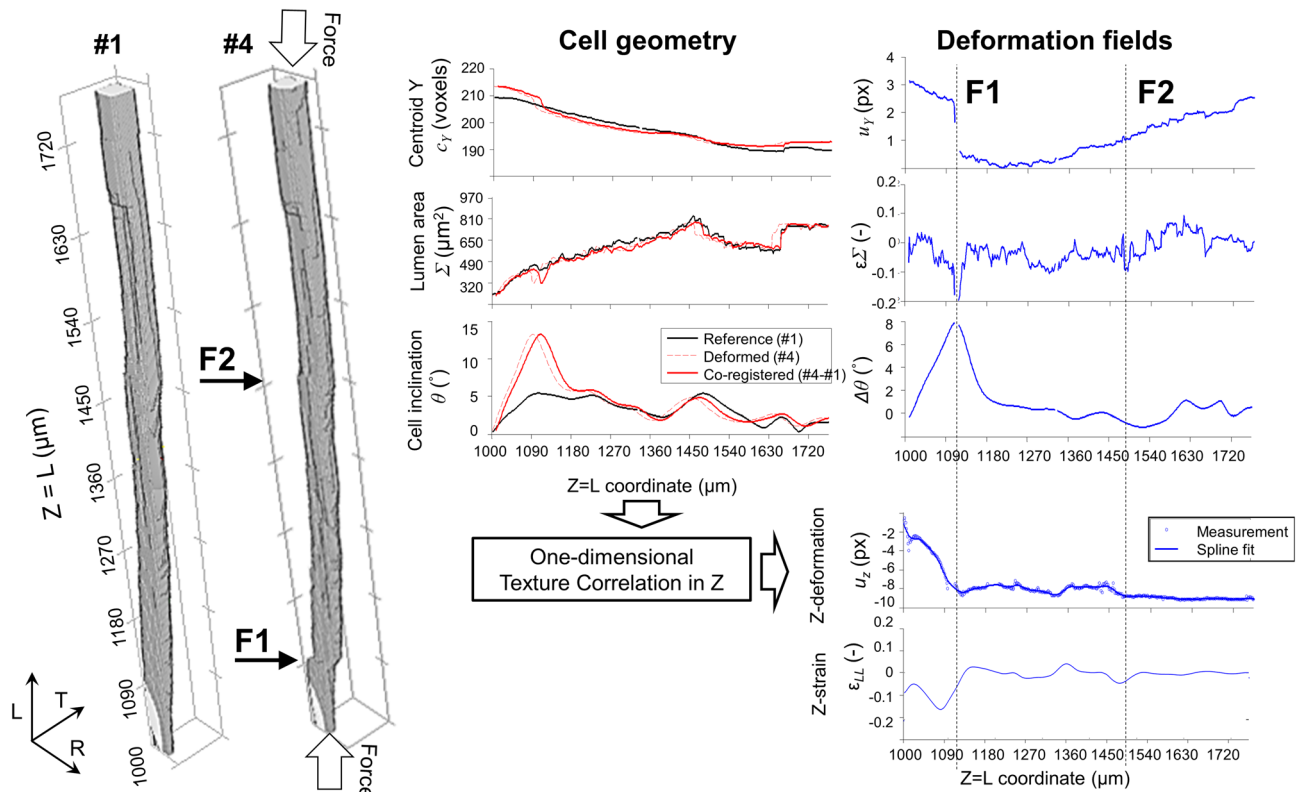 #1
#4
Force
1720
1630
1540
1450
1360
1270
1180
1090
1000
Z = L (µm)
F2
F1
L
T
R
Force
Cell geometry
Centroid Y
c_Y (voxels)
220
210
200
190
Lumen area
Σ (µm²)
970
810
650
490
320
Cell inclination
θ (°)
15
10
5
0
Reference (#1)
Deformed (#4)
Co-registered (#4-#1)
1000 1090 1180 1270 1360 1450 1540 1630 1720
Z=L coordinate (µm)
One-dimensional
Texture Correlation in Z
Deformation fields
F1
F2
u_Y (px)
4
3
2
1
εΣ (-)
0.2
0.1
0
-0.1
-0.2
Δθ (°)
8
6
4
2
0
1000 1090 1180 1270 1360 1450 1540 1630 1720
Z-deformation
u_z (px)
-2
-4
-6
-8
-10
Measurement
Spline fit
Z-strain
ε_LL (-)
0.2
0.1
0
-0.1
-0.2
1000 1090 1180 1270 1360 1450 1540 1630 1720
Z=L coordinate (µm)